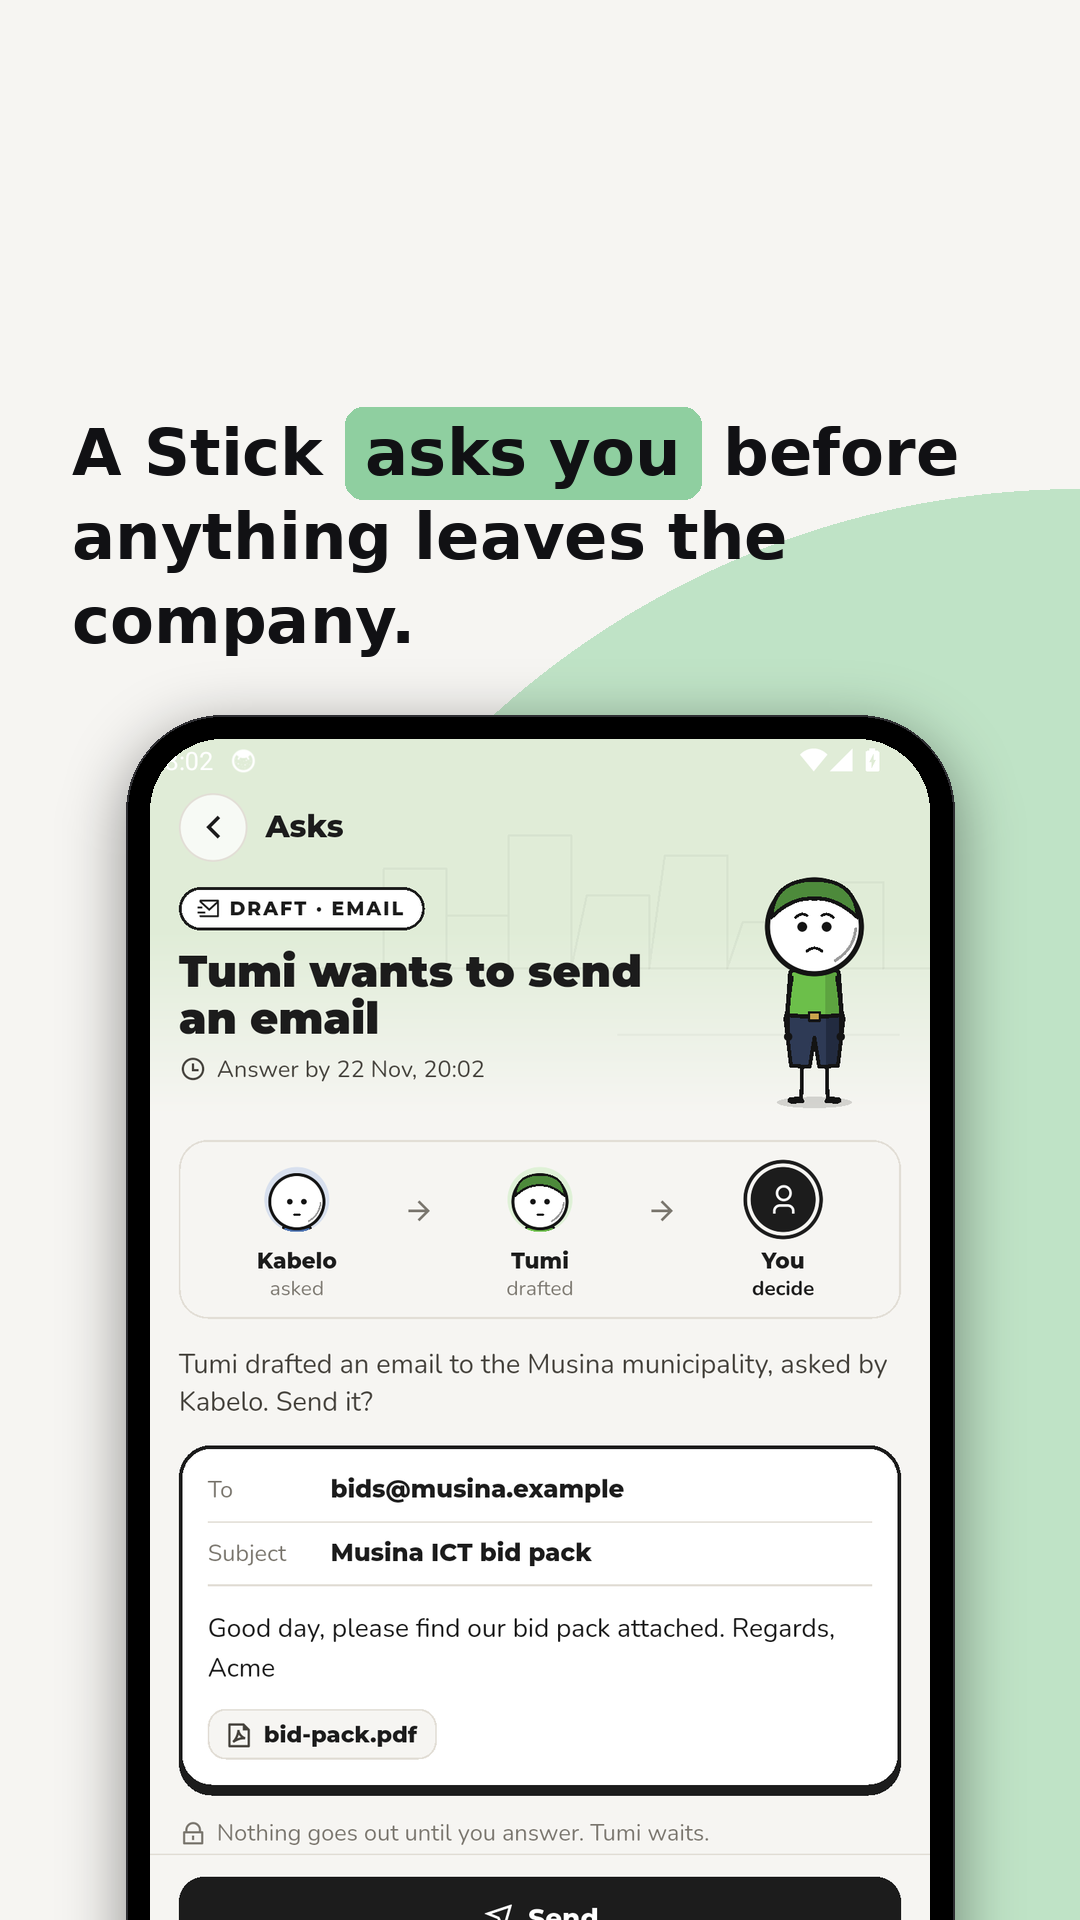 A Stick asks you before
anything leaves the
company.
:02
Asks
DRAFT · EMAIL
Tumi wants to send
an email
Answer by 22 Nov, 20:02
Kabelo
asked
Tumi
drafted
You
decide
Tumi drafted an email to the Musina municipality, asked by
Kabelo. Send it?
To bids@musina.example
Subject Musina ICT bid pack
Good day, please find our bid pack attached. Regards,
Acme
bid-pack.pdf
Nothing goes out until you answer. Tumi waits.
Send